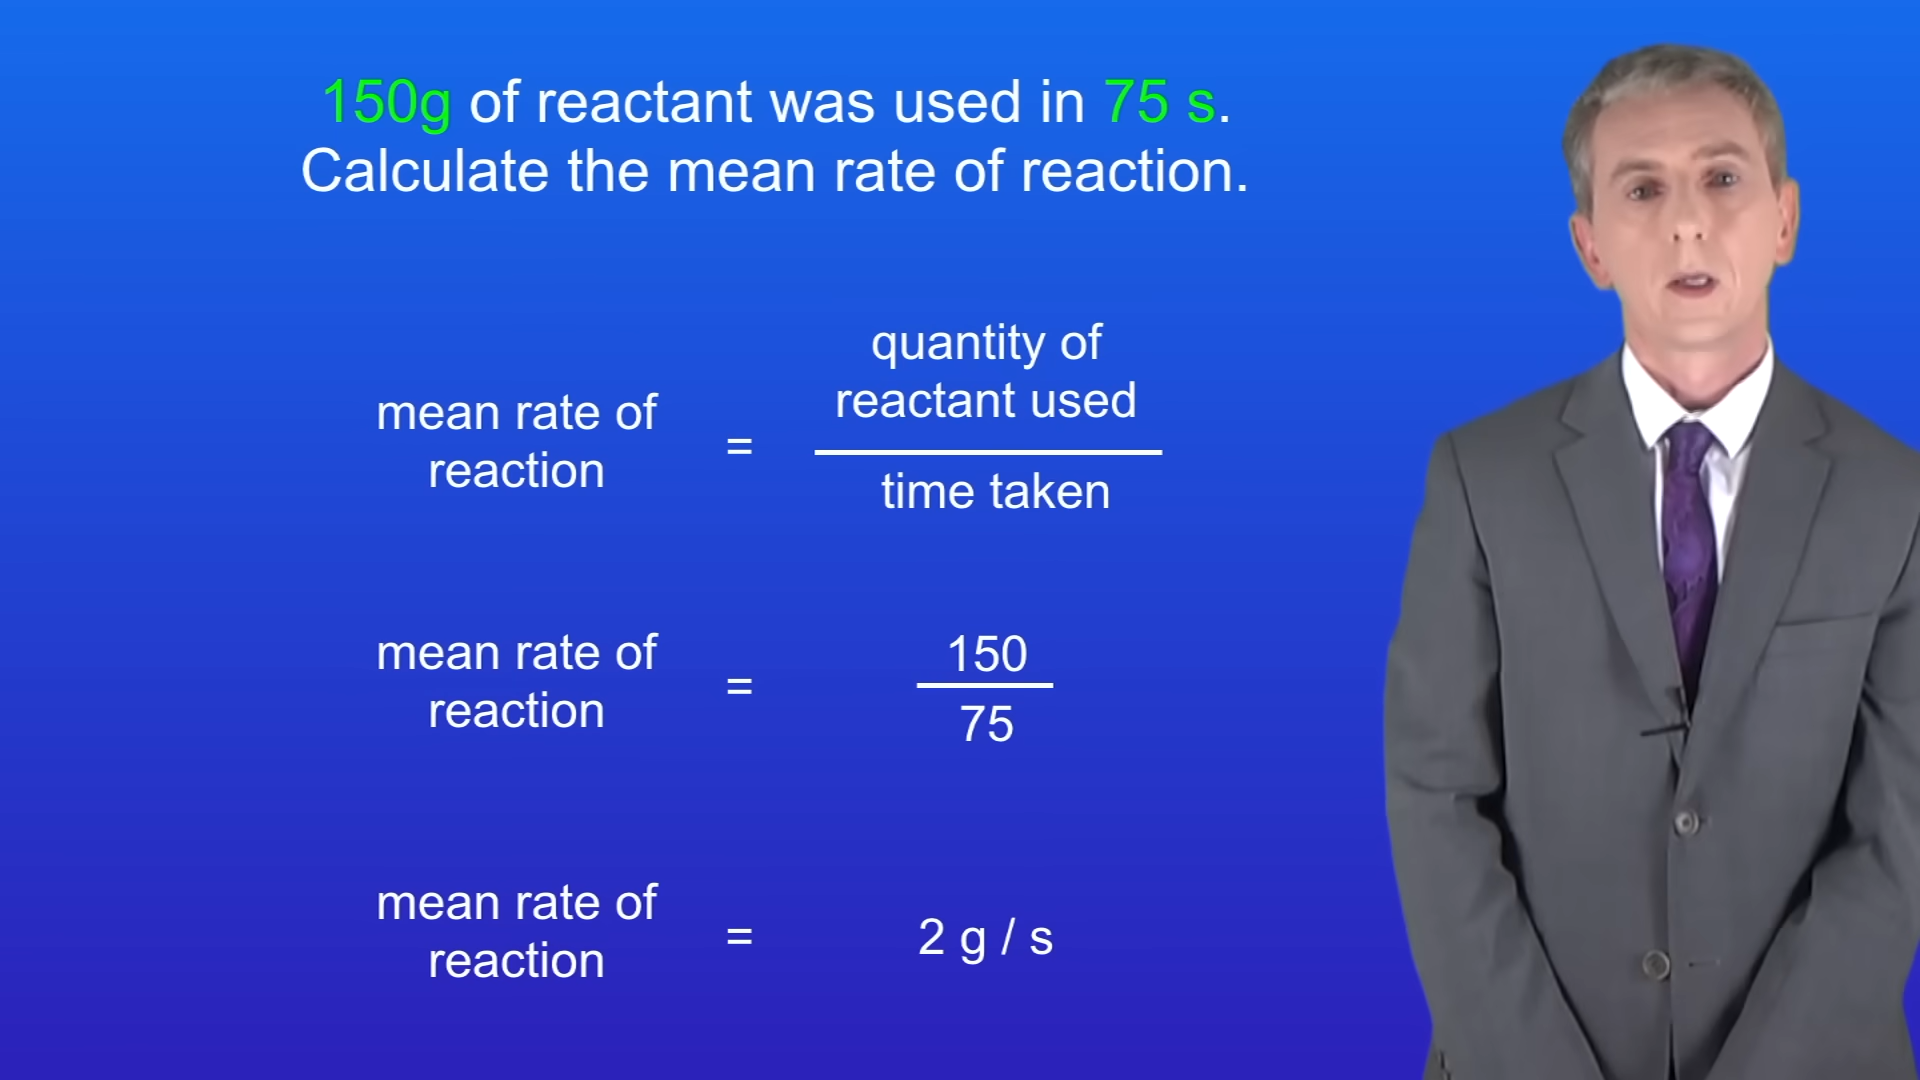 150g of reactant was used in 75 s.
Calculate the mean rate of reaction.
mean rate of
reaction
=
quantity of
reactant used
time taken
mean rate of
reaction
=
150
75
mean rate of
reaction
=
2 g / s